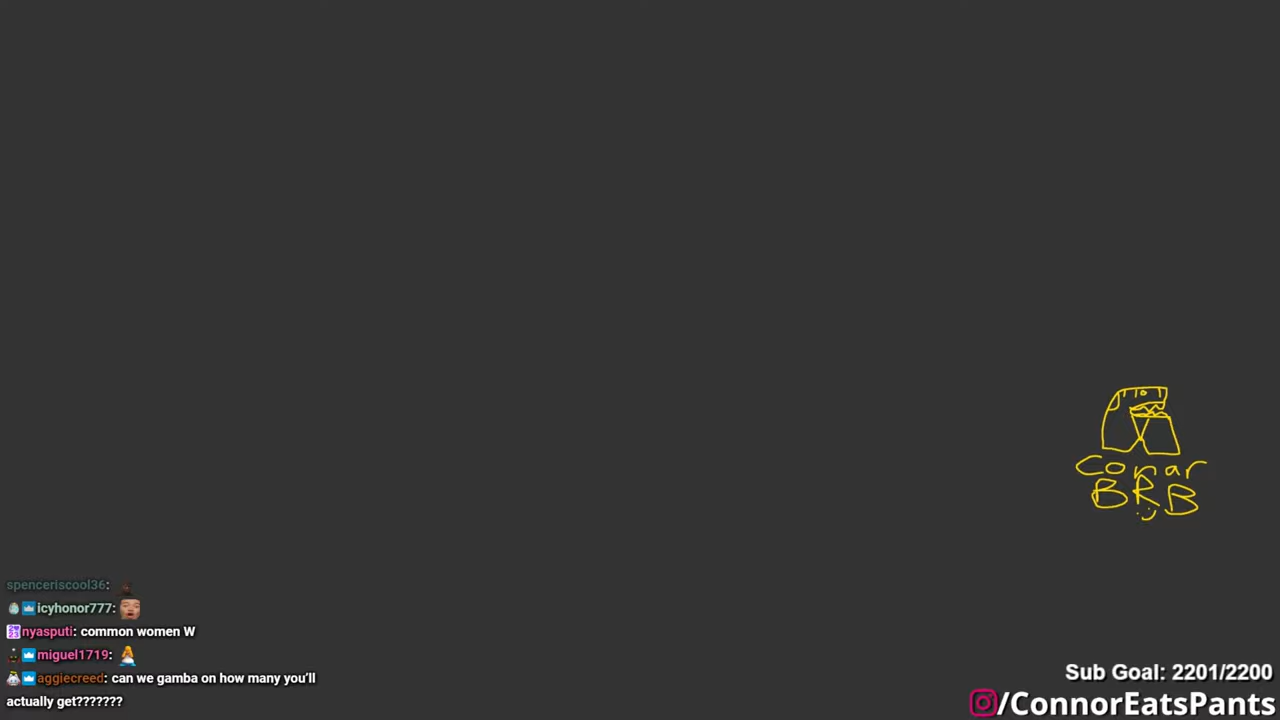 Conar
BRB
spenceriscool36:
icyhonor777:
nyasputi: common women W
miguel1719:
aggiecreed: can we gamba on how many you’ll
actually get???????
Sub Goal: 2201/2200
/ConnorEatsPants